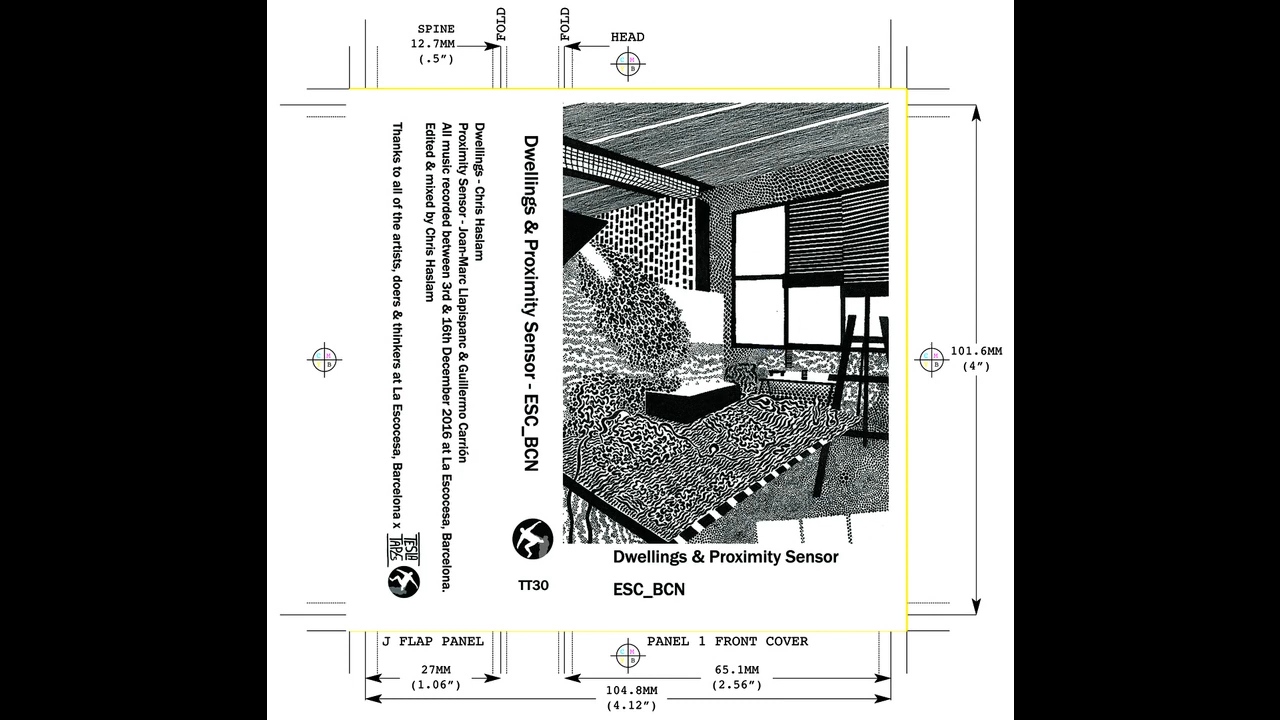 SPINE
12.7MM
(.5”)
FOLD
FOLD
HEAD
C M
Y B
Thanks to all of the artists, doers & thinkers at La Escocesa, Barcelona x
Edited & mixed by Chris Haslam
All music recorded between 3rd & 16th December 2016 at La Escocesa, Barcelona.
Proximity Sensor - Joan-Marc Llapispanc & Guillermo Carrión
Dwellings - Chris Haslam
TESLA
TAPES
Dwellings & Proximity Sensor - ESC_BCN
TT30
Dwellings & Proximity Sensor
ESC_BCN
C M
Y B
C M
Y B
101.6MM
(4”)
J FLAP PANEL
C M
Y B
PANEL 1 FRONT COVER
27MM
(1.06”)
65.1MM
(2.56”)
104.8MM
(4.12”)